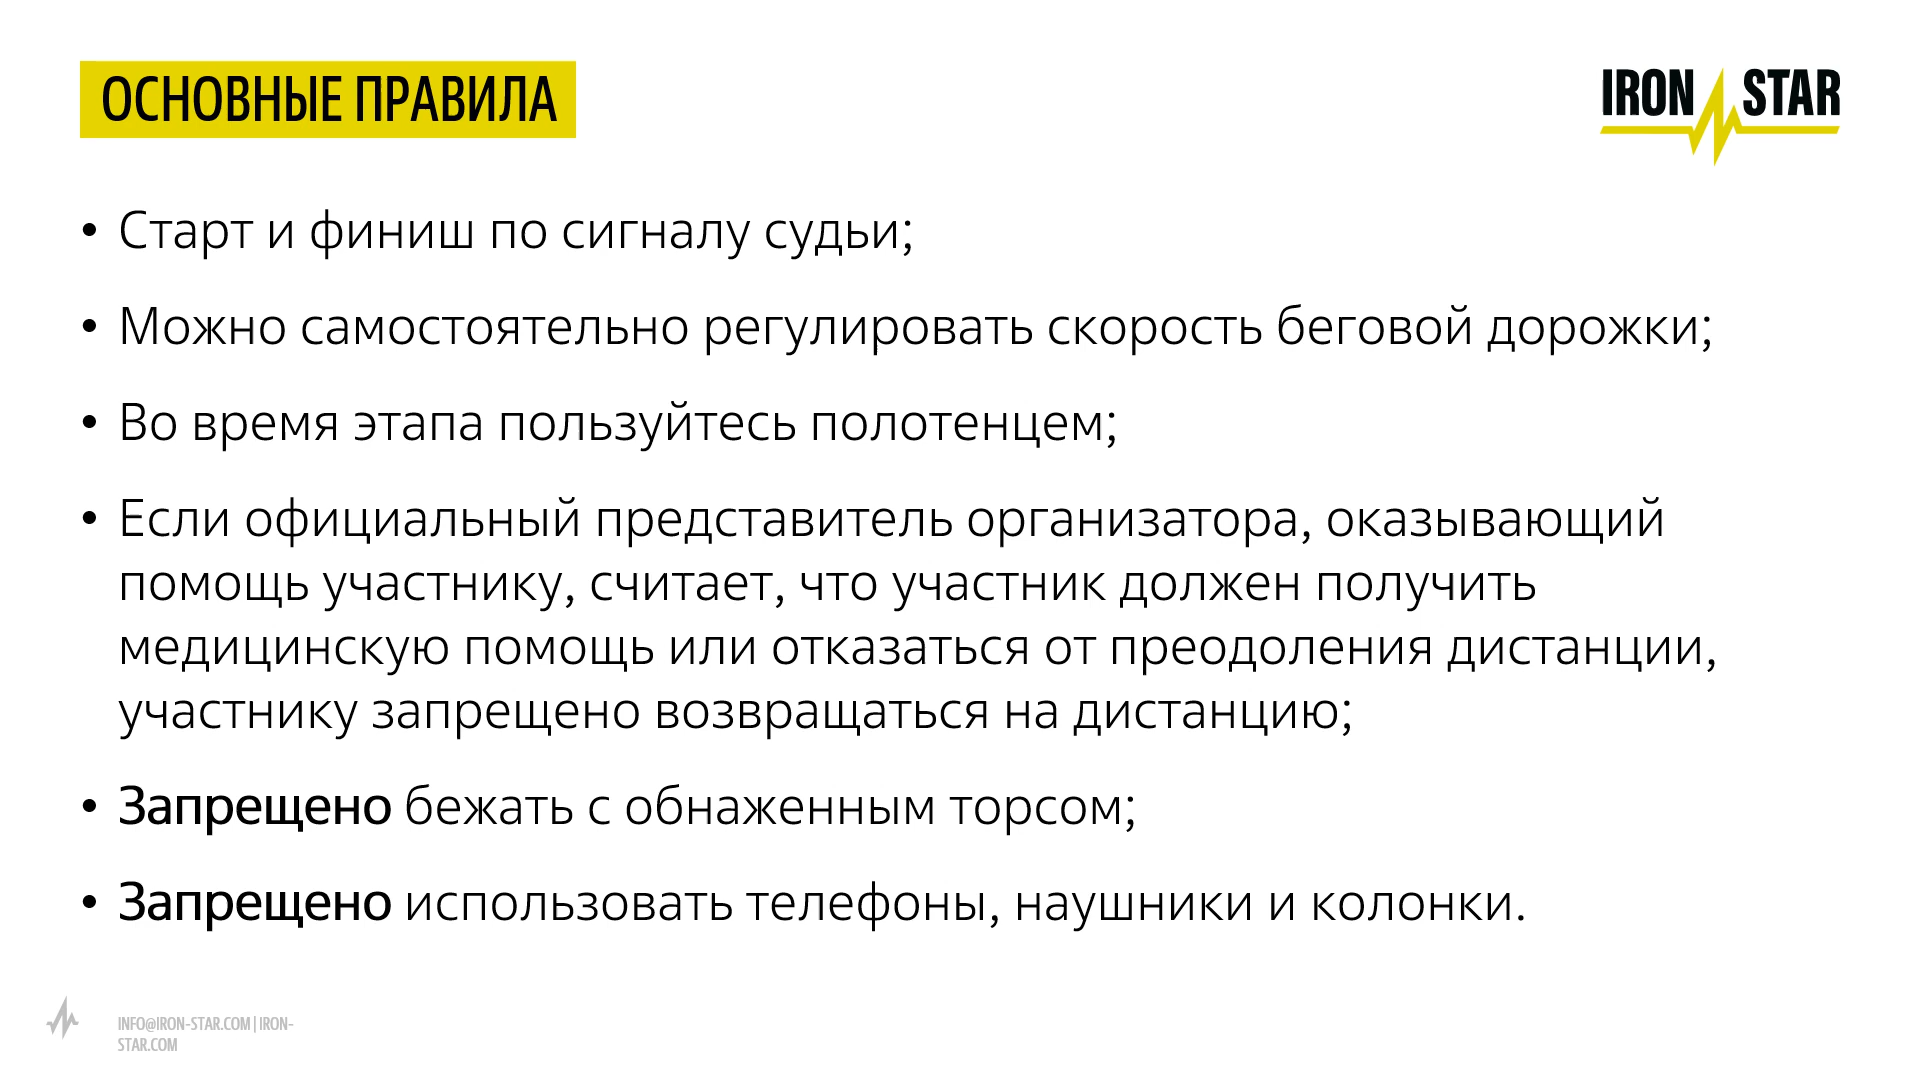 ОСНОВНЫЕ ПРАВИЛА
IRON STAR
• Старт и финиш по сигналу судьи;
• Можно самостоятельно регулировать скорость беговой дорожки;
• Во время этапа пользуйтесь полотенцем;
• Если официальный представитель организатора, оказывающий
помощь участнику, считает, что участник должен получить
медицинскую помощь или отказаться от преодоления дистанции,
участнику запрещено возвращаться на дистанцию;
• Запрещено бежать с обнаженным торсом;
• Запрещено использовать телефоны, наушники и колонки.
INFO@IRON-STAR.COM | IRON-
STAR.COM